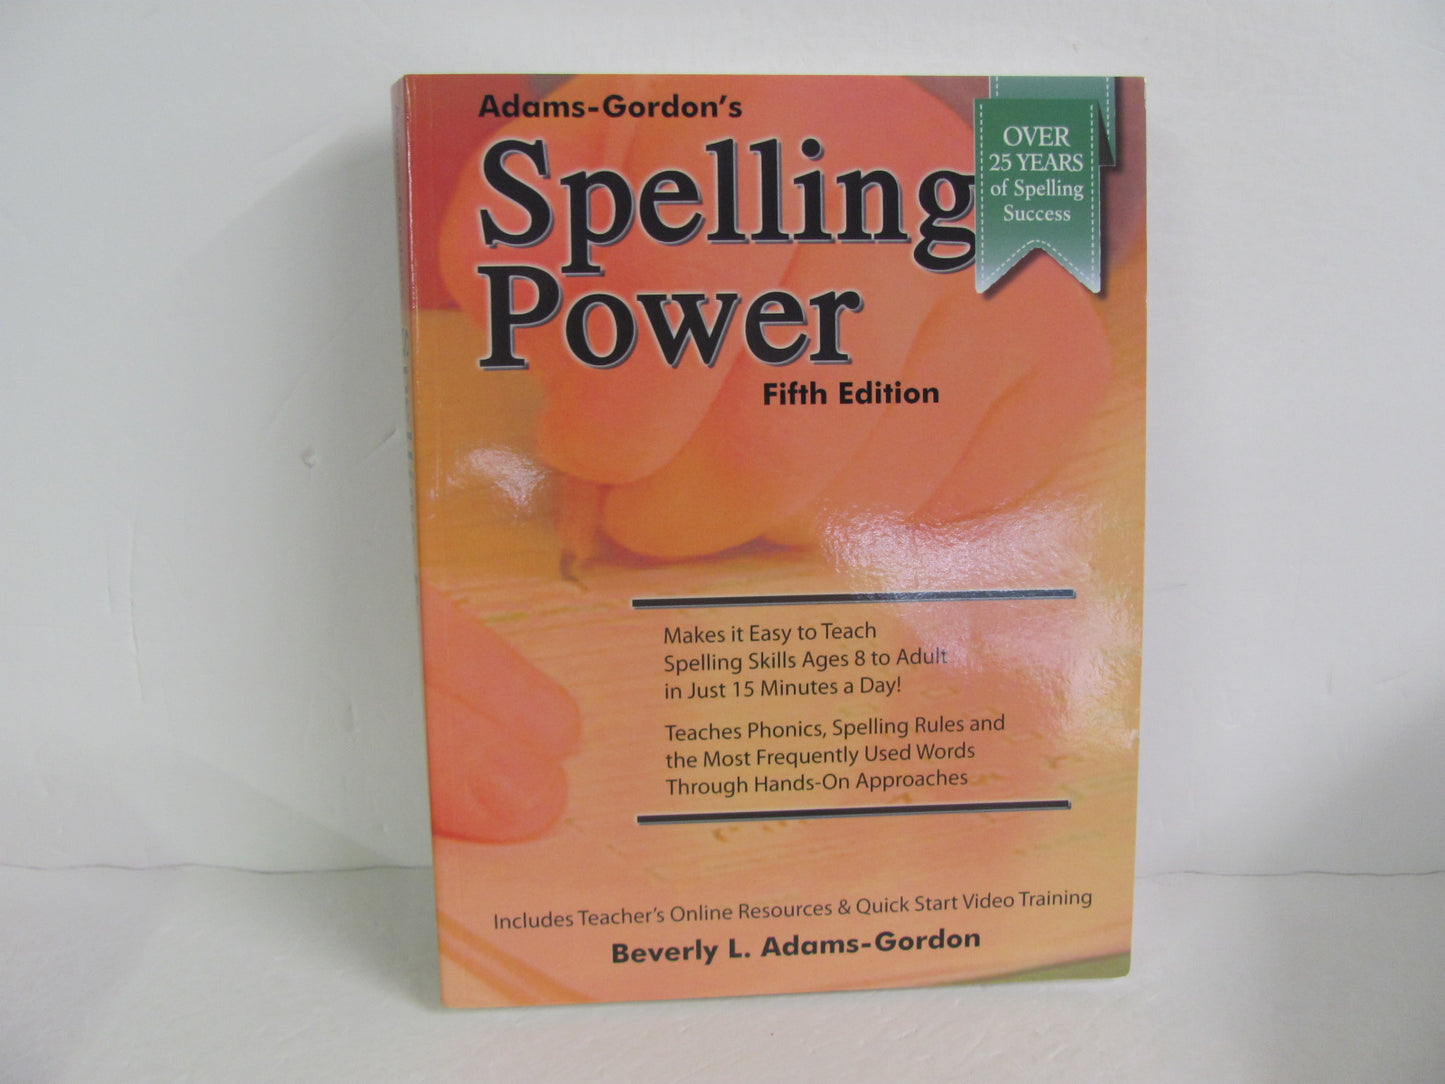 Adams-Gordon's
Spelling
Power
Fifth Edition
OVER
25 YEARS
of Spelling
Success
Makes it Easy to Teach
Spelling Skills Ages 8 to Adult
in Just 15 Minutes a Day!
Teaches Phonics, Spelling Rules and
the Most Frequently Used Words
Through Hands-On Approaches
Includes Teacher's Online Resources & Quick Start Video Training
Beverly L. Adams-Gordon